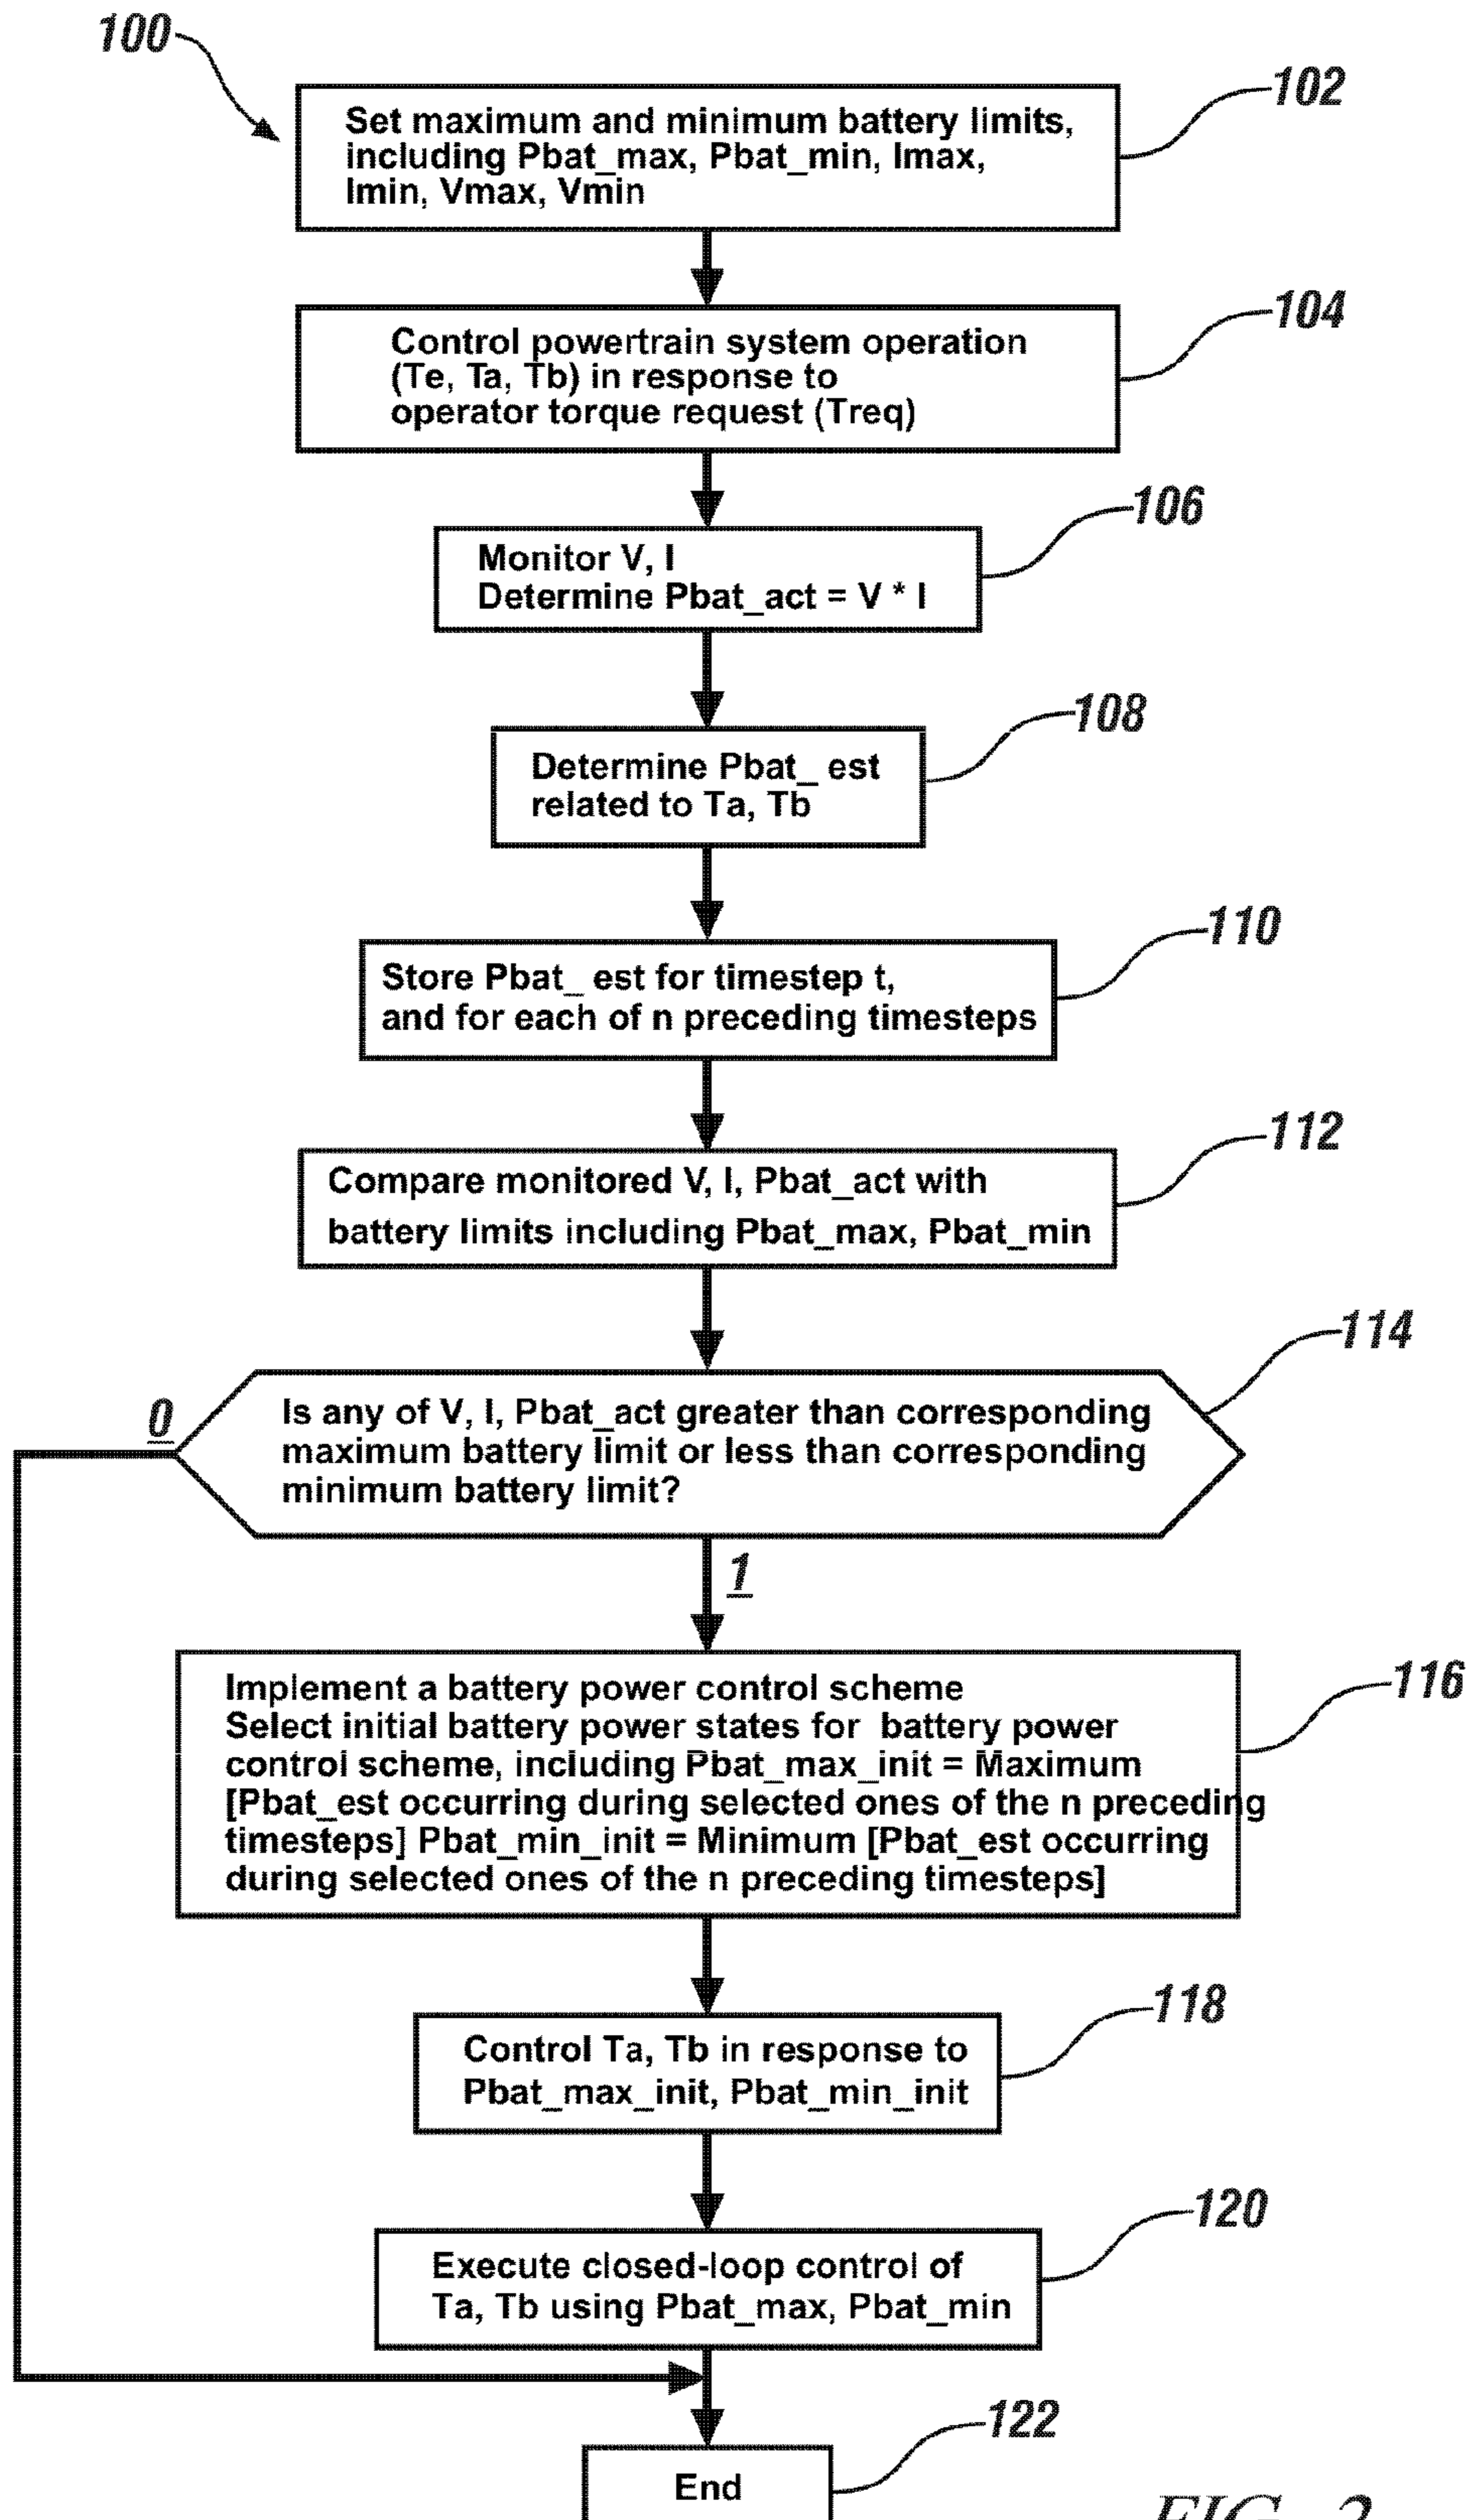 100
102
Set maximum and minimum battery limits,
including Pbat_max, Pbat_min, Imax,
Imin, Vmax, Vmin
104
Control powertrain system operation
(Te, Ta, Tb) in response to
operator torque request (Treq)
106
Monitor V, I
Determine Pbat_act = V * I
108
Determine Pbat_ est
related to Ta, Tb
110
Store Pbat_ est for timestep t,
and for each of n preceding timesteps
112
Compare monitored V, I, Pbat_act with
battery limits including Pbat_max, Pbat_min
114
0
Is any of V, I, Pbat_act greater than corresponding
maximum battery limit or less than corresponding
minimum battery limit?
1
116
Implement a battery power control scheme
Select initial battery power states for battery power
control scheme, including Pbat_max_init = Maximum
[Pbat_est occurring during selected ones of the n preceding
timesteps] Pbat_min_init = Minimum [Pbat_est occurring
during selected ones of the n preceding timesteps]
118
Control Ta, Tb in response to
Pbat_max_init, Pbat_min_init
120
Execute closed-loop control of
Ta, Tb using Pbat_max, Pbat_min
122
End
FIG. 2